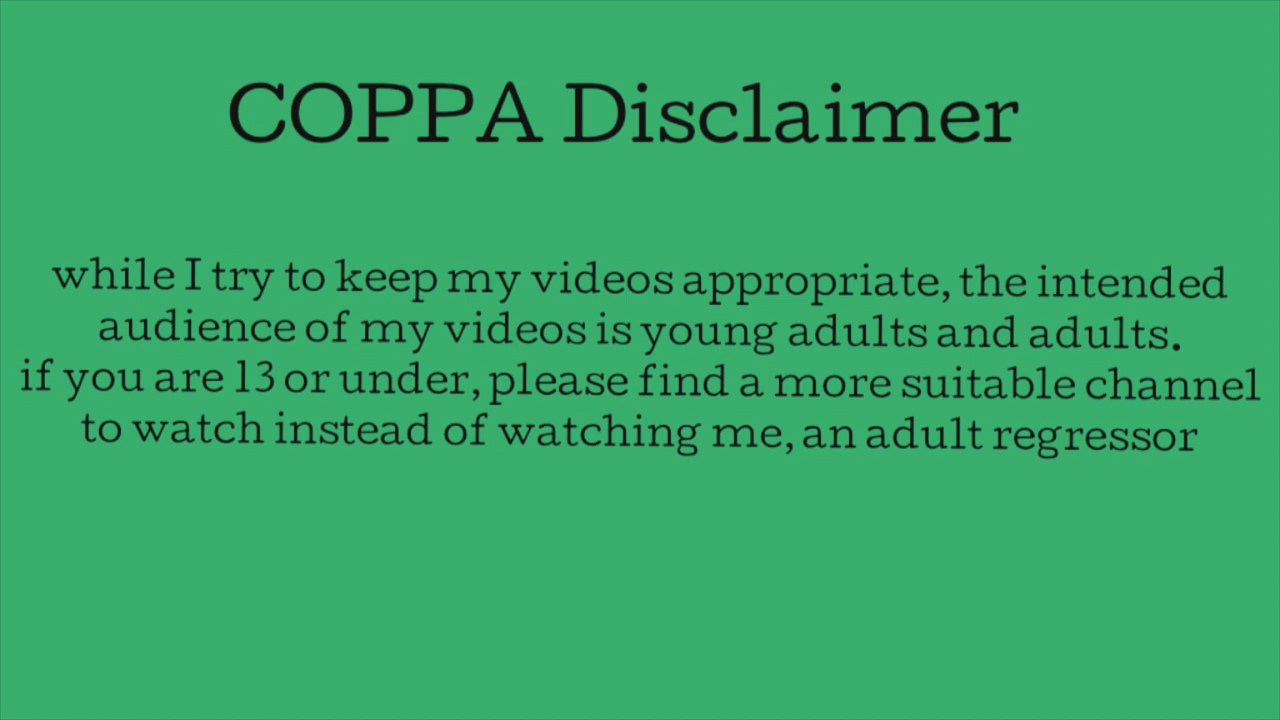 COPPA Disclaimer
while I try to keep my videos appropriate, the intended
audience of my videos is young adults and adults.
if you are 13 or under, please find a more suitable channel
to watch instead of watching me, an adult regressor